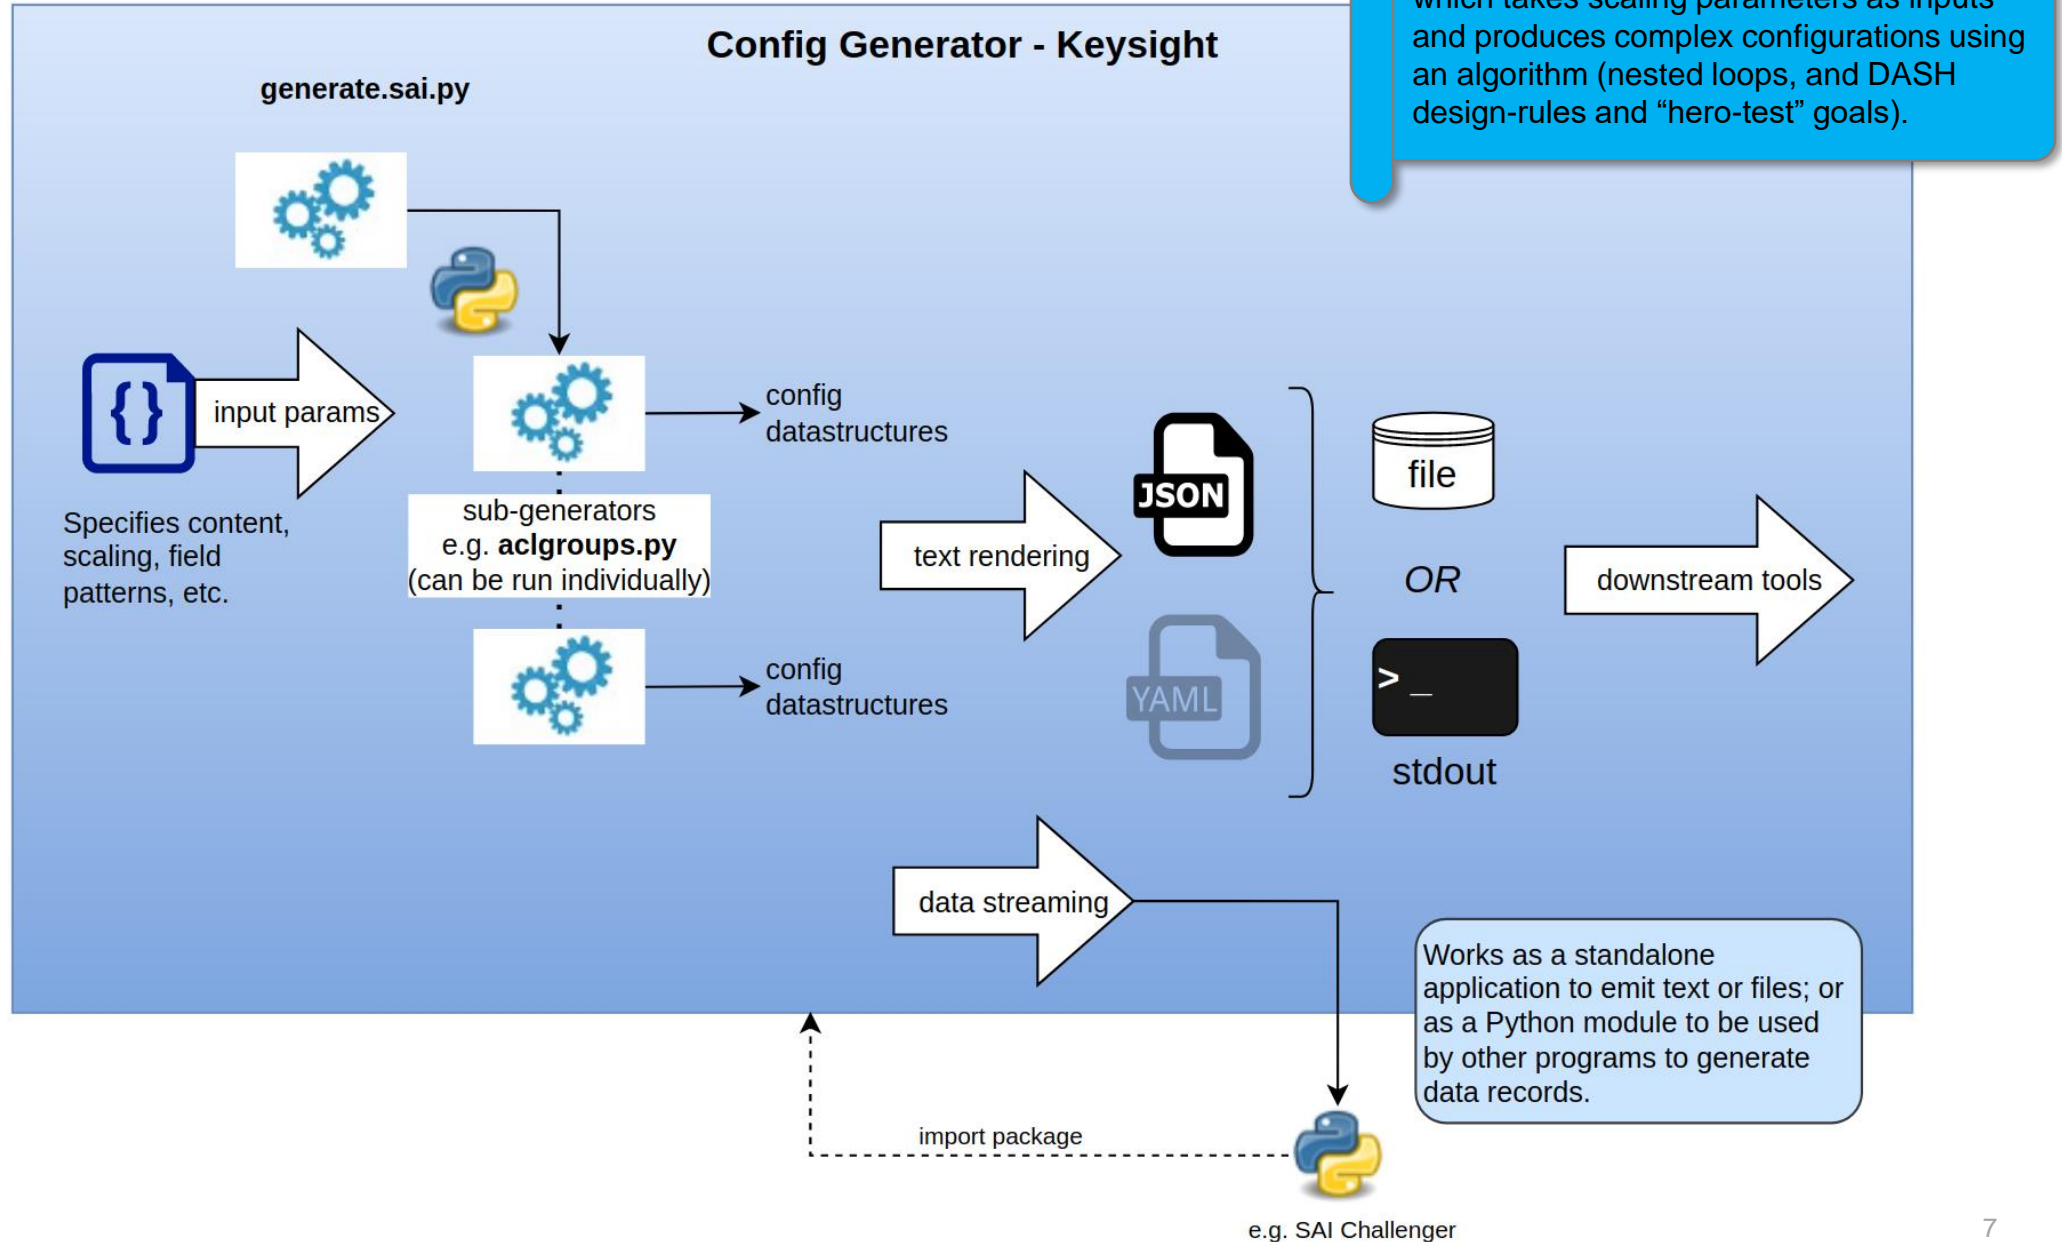 which takes scaling parameters as inputs
and produces complex configurations using
an algorithm (nested loops, and DASH
design-rules and “hero-test” goals).
Config Generator - Keysight
generate.sai.py
input params
Specifies content,
scaling, field
patterns, etc.
config
datastructures
sub-generators
e.g. aclgroups.py
(can be run individually)
config
datastructures
text rendering
JSON
YAML
file
OR
>_
stdout
downstream tools
data streaming
Works as a standalone
application to emit text or files; or
as a Python module to be used
by other programs to generate
data records.
import package
e.g. SAI Challenger
7